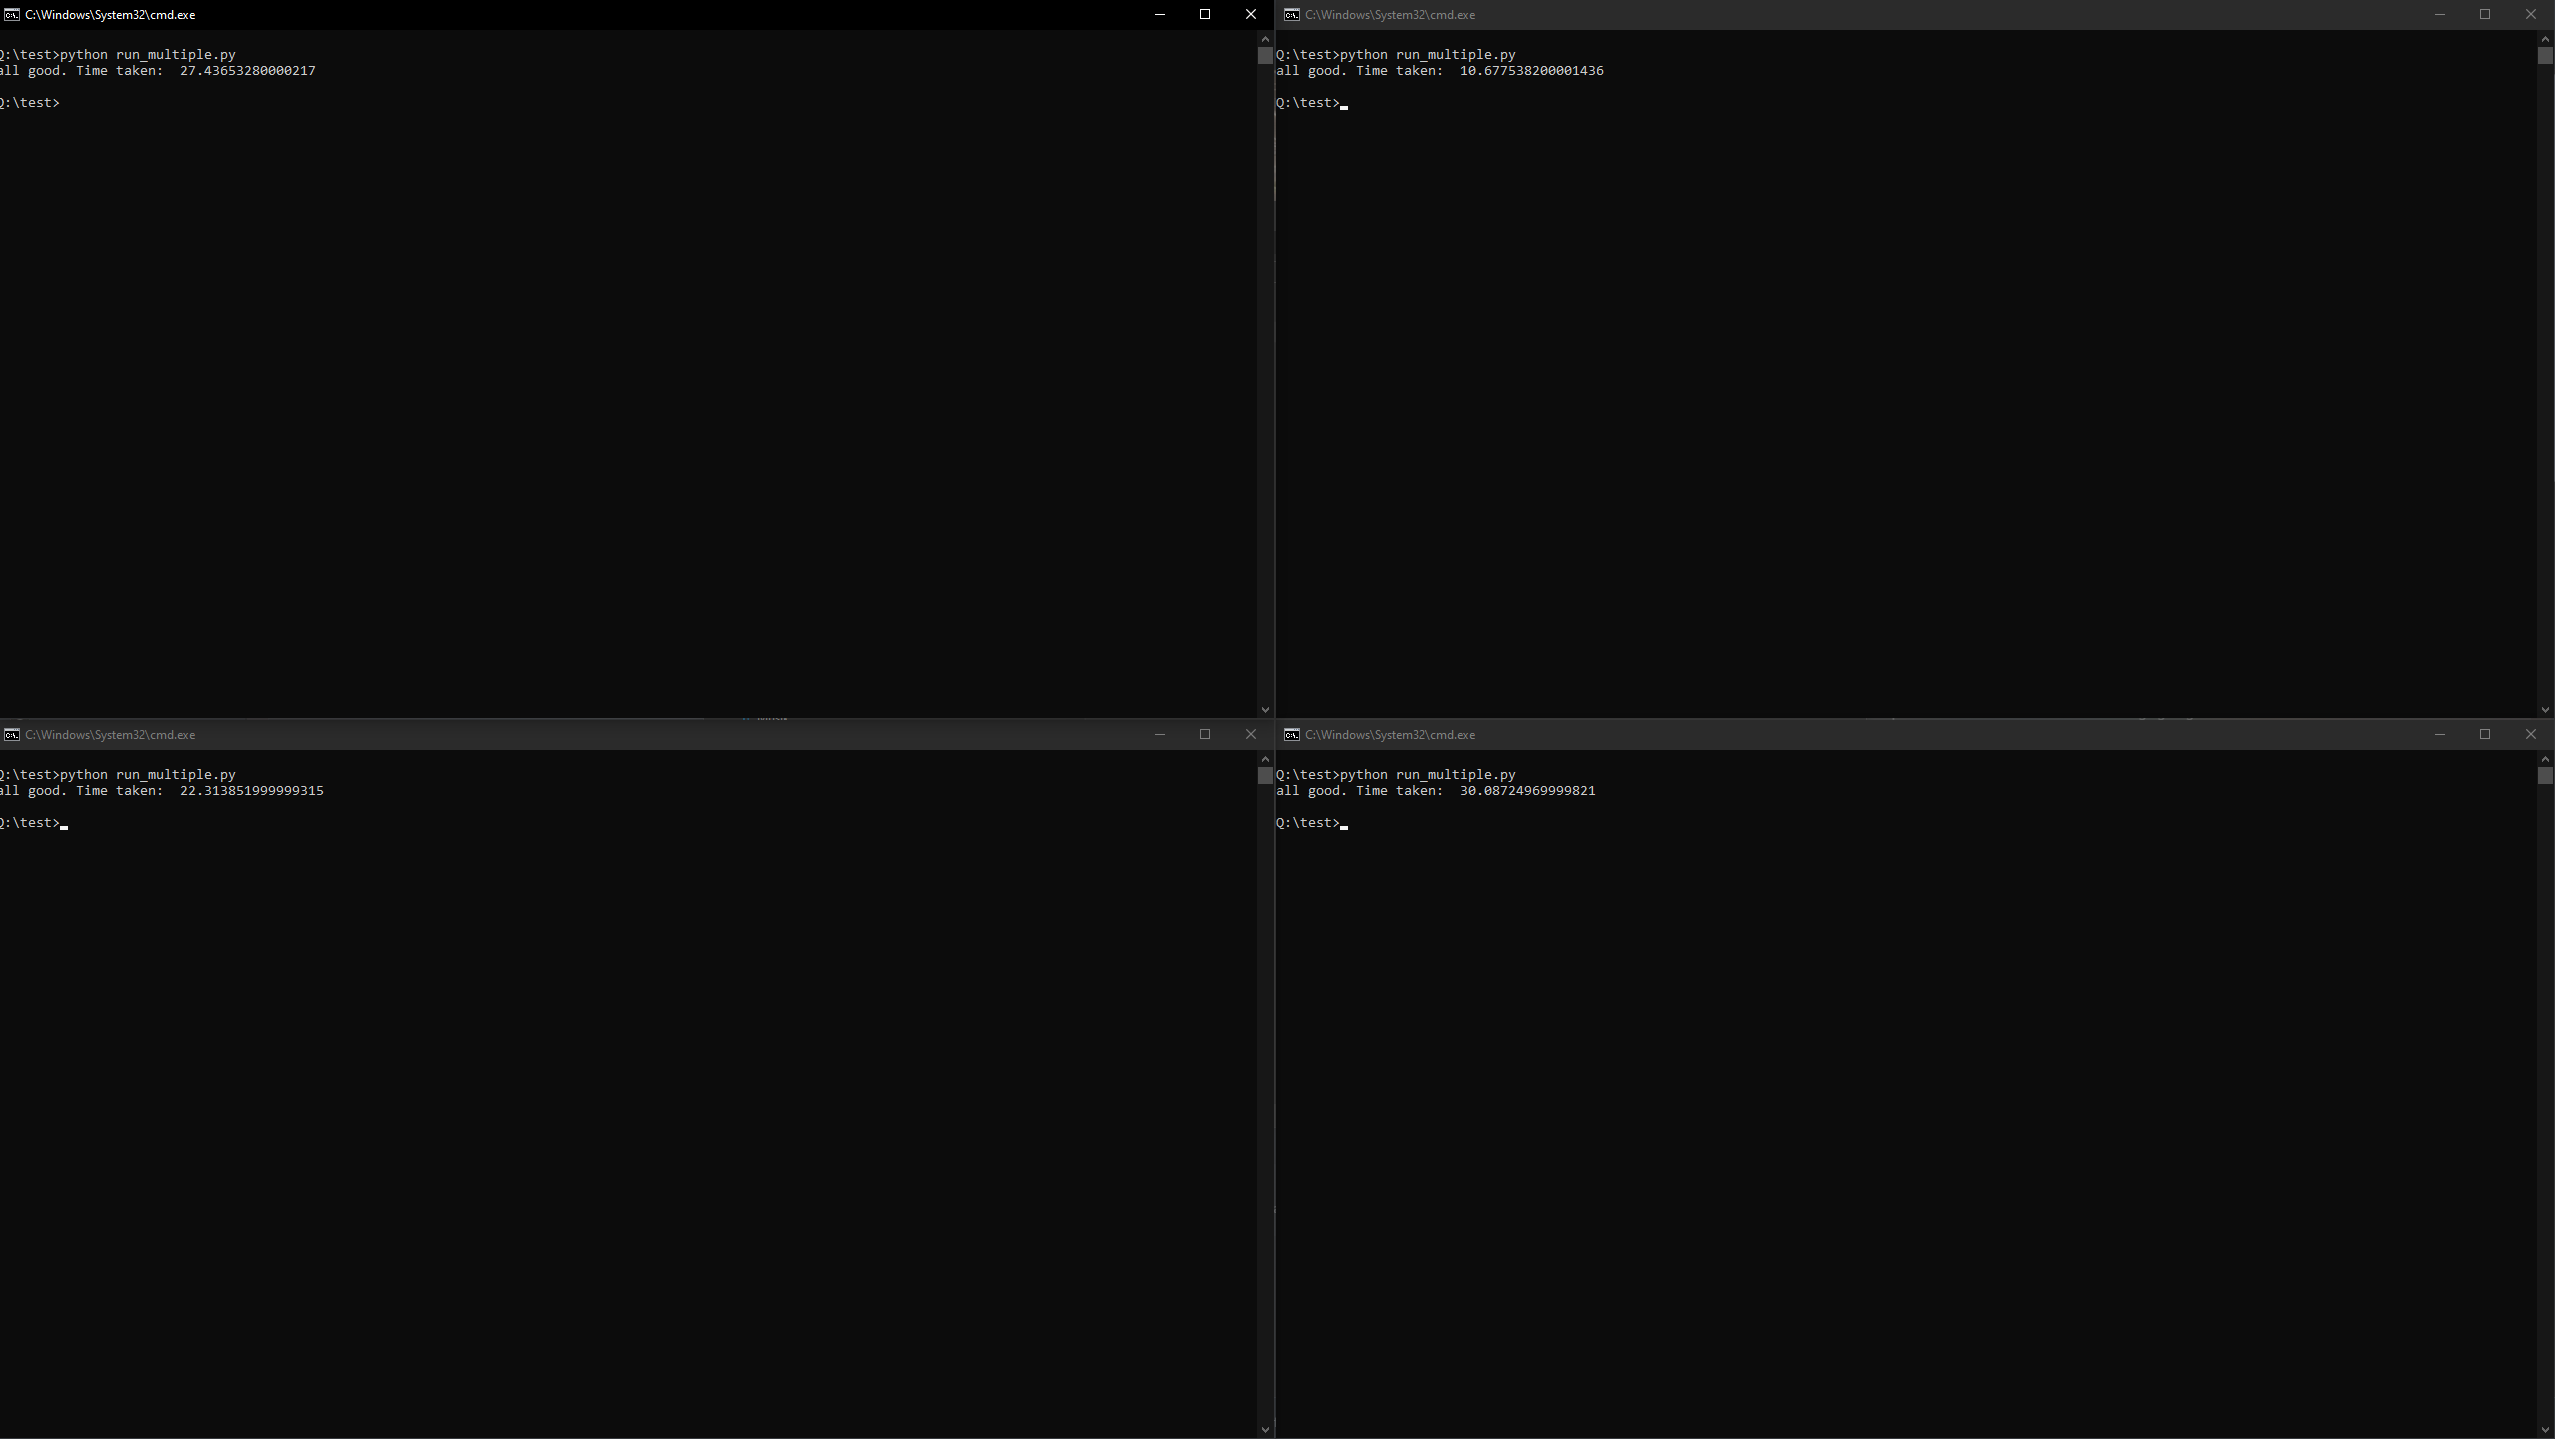 C:\Windows\System32\cmd.exe
Q:\test>python run_multiple.py
all good. Time taken:  27.43653280000217
Q:\test>
C:\Windows\System32\cmd.exe
Q:\test>python run_multiple.py
all good. Time taken:  10.677538200001436
Q:\test>
C:\Windows\System32\cmd.exe
Q:\test>python run_multiple.py
all good. Time taken:  22.313851999999315
Q:\test>
C:\Windows\System32\cmd.exe
Q:\test>python run_multiple.py
all good. Time taken:  30.08724969999821
Q:\test>